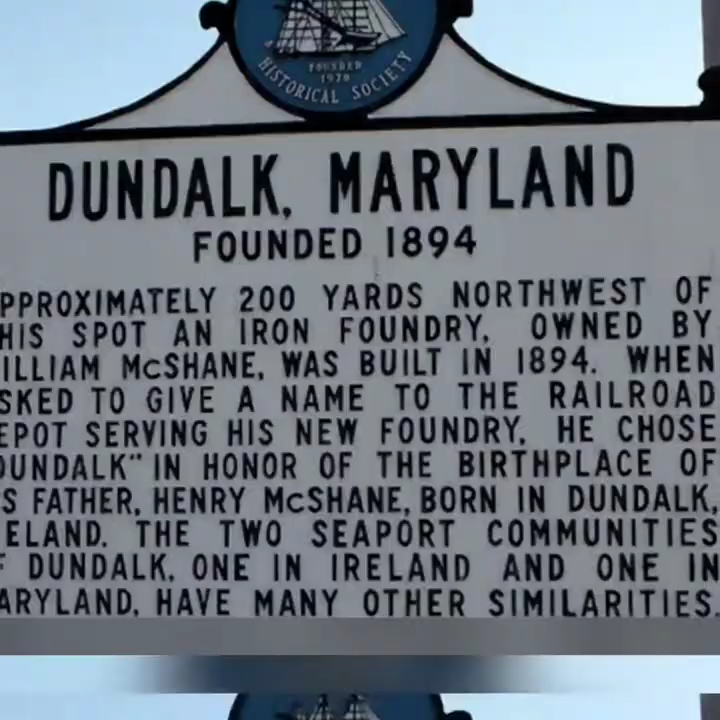 FOUNDED
1970
HISTORICAL SOCIETY
DUNDALK, MARYLAND
FOUNDED 1894
PPROXIMATELY 200 YARDS NORTHWEST OF
HIS SPOT AN IRON FOUNDRY, OWNED BY
ILLIAM McSHANE, WAS BUILT IN 1894. WHEN
SKED TO GIVE A NAME TO THE RAILROAD
EPOT SERVING HIS NEW FOUNDRY, HE CHOSE
DUNDALK" IN HONOR OF THE BIRTHPLACE OF
S FATHER, HENRY McSHANE, BORN IN DUNDALK,
ELAND. THE TWO SEAPORT COMMUNITIES
F DUNDALK, ONE IN IRELAND AND ONE IN
ARYLAND, HAVE MANY OTHER SIMILARITIES.